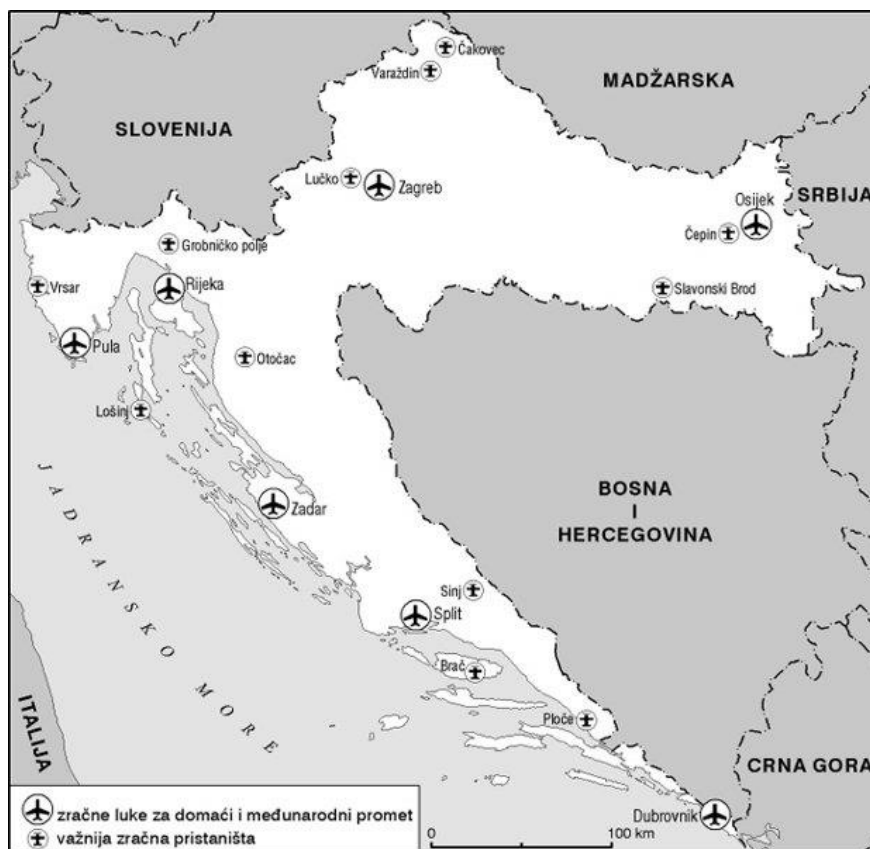 Čakovec
Varaždin
MADŽARSKA
SLOVENIJA
Lučko
Zagreb
SRBIJA
Osijek
Čepin
Grobničko polje
Vrsar
Rijeka
Slavonski Brod
Pula
Otočac
Lošinj
JADRANSKO MORE
Zadar
BOSNA
I
HERCEGOVINA
Sinj
Split
Brač
Ploče
ITALIJA
CRNA GORA
Dubrovnik
zračne luke za domaći i međunarodni promet
važnija zračna pristaništa
0 100 km